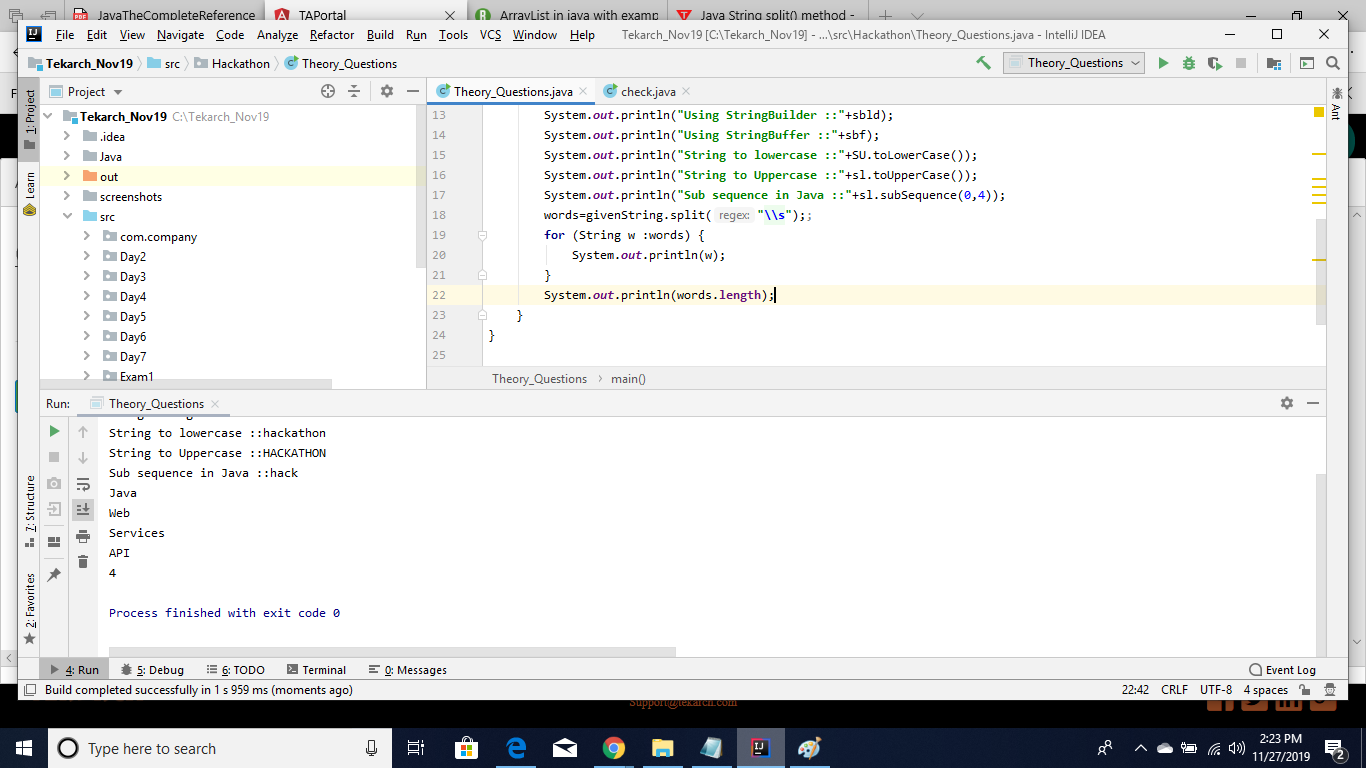 JavaTheCompleteReference
TAPortal
ArrayList in java with examp
Java String split() method -
File Edit View Navigate Code Analyze Refactor Build Run Tools VCS Window Help Tekarch_Nov19 [C:\Tekarch_Nov19] - ...\src\Hackathon\Theory_Questions.java - IntelliJ IDEA
Tekarch_Nov19 src Hackathon Theory_Questions
Theory_Questions
1: Project
Learn
7: Structure
2: Favorites
Ant
Project
Tekarch_Nov19 C:\Tekarch_Nov19
.idea
Java
out
screenshots
src
com.company
Day2
Day3
Day4
Day5
Day6
Day7
Exam1
Theory_Questions.java check.java
13 System.out.println("Using StringBuilder ::"+sbld);
14 System.out.println("Using StringBuffer ::"+sbf);
15 System.out.println("String to lowercase ::"+SU.toLowerCase());
16 System.out.println("String to Uppercase ::"+sl.toUpperCase());
17 System.out.println("Sub sequence in Java ::"+sl.subSequence(0,4));
18 words=givenString.split( regex: "\\s");;
19 for (String w :words) {
20 System.out.println(w);
21 }
22 System.out.println(words.length);
23 }
24 }
25
Theory_Questions main()
Run: Theory_Questions
String to lowercase ::hackathon
String to Uppercase ::HACKATHON
Sub sequence in Java ::hack
Java
Web
Services
API
4
Process finished with exit code 0
4: Run 5: Debug 6: TODO Terminal 0: Messages Event Log
Build completed successfully in 1 s 959 ms (moments ago) 22:42 CRLF UTF-8 4 spaces
Support@tekarch.com
Type here to search
2:23 PM
11/27/2019
2